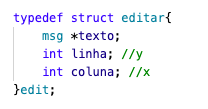 typedef struct editar{
    msg *texto;
    int linha; //y
    int coluna; //x
}edit;